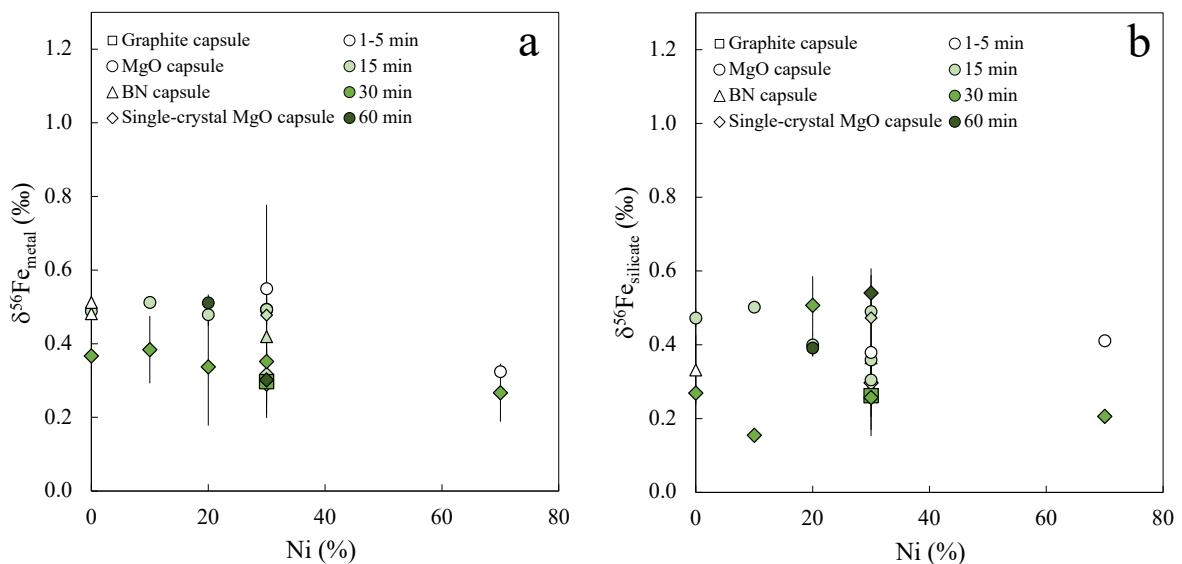 a
□ Graphite capsule ○ 1-5 min
○ MgO capsule ● 15 min
△ BN capsule ● 30 min
◇ Single-crystal MgO capsule ● 60 min
1.2
1.0
0.8
0.6
0.4
0.2
0.0
δ⁵⁶Fe_metal (‰)
0 20 40 60 80
Ni (%)
b
□ Graphite capsule ○ 1-5 min
○ MgO capsule ● 15 min
△ BN capsule ● 30 min
◇ Single-crystal MgO capsule ● 60 min
1.2
1.0
0.8
0.6
0.4
0.2
0.0
δ⁵⁶Fe_silicate (‰)
0 20 40 60 80
Ni (%)